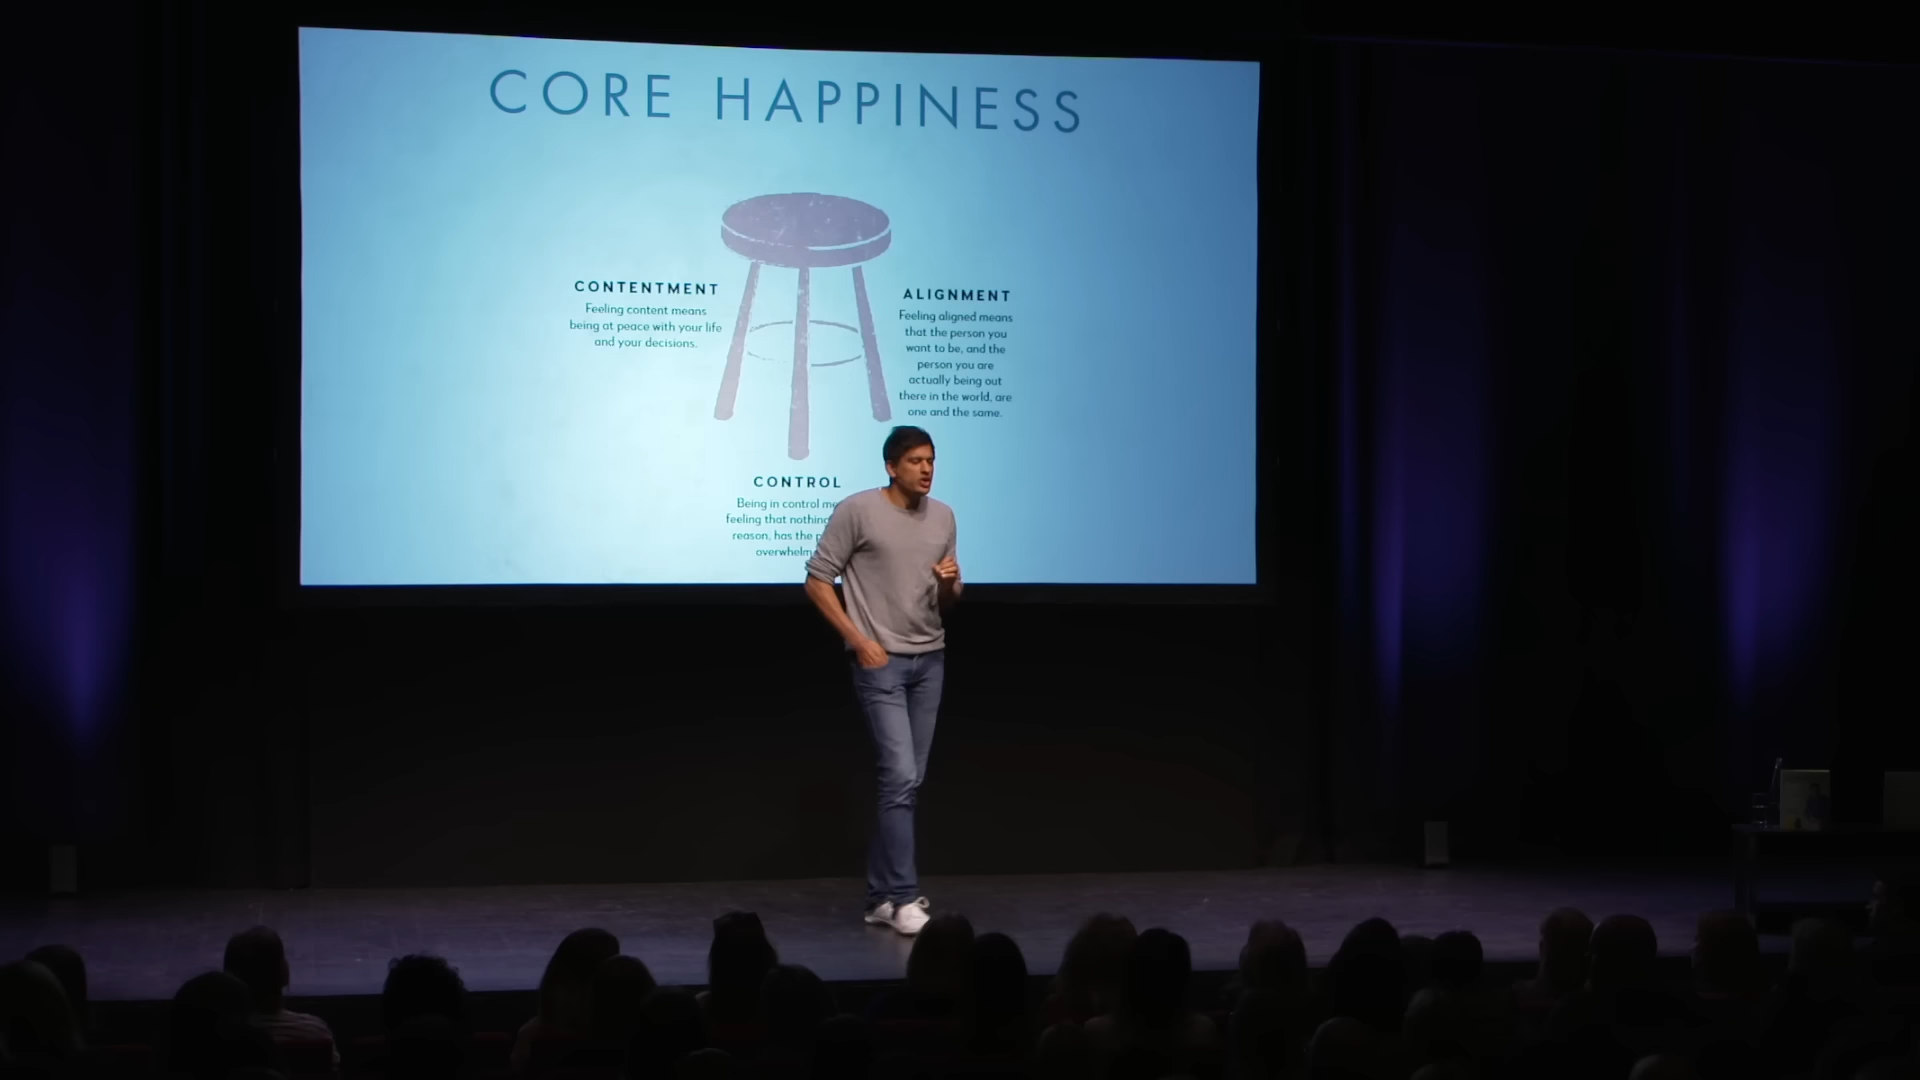 CORE HAPPINESS
CONTENTMENT
Feeling content means
being at peace with your life
and your decisions.
ALIGNMENT
Feeling aligned means
that the person you
want to be, and the
person you are
actually being out
there in the world, are
one and the same.
CONTROL
Being in control
feeling that
reason, has the